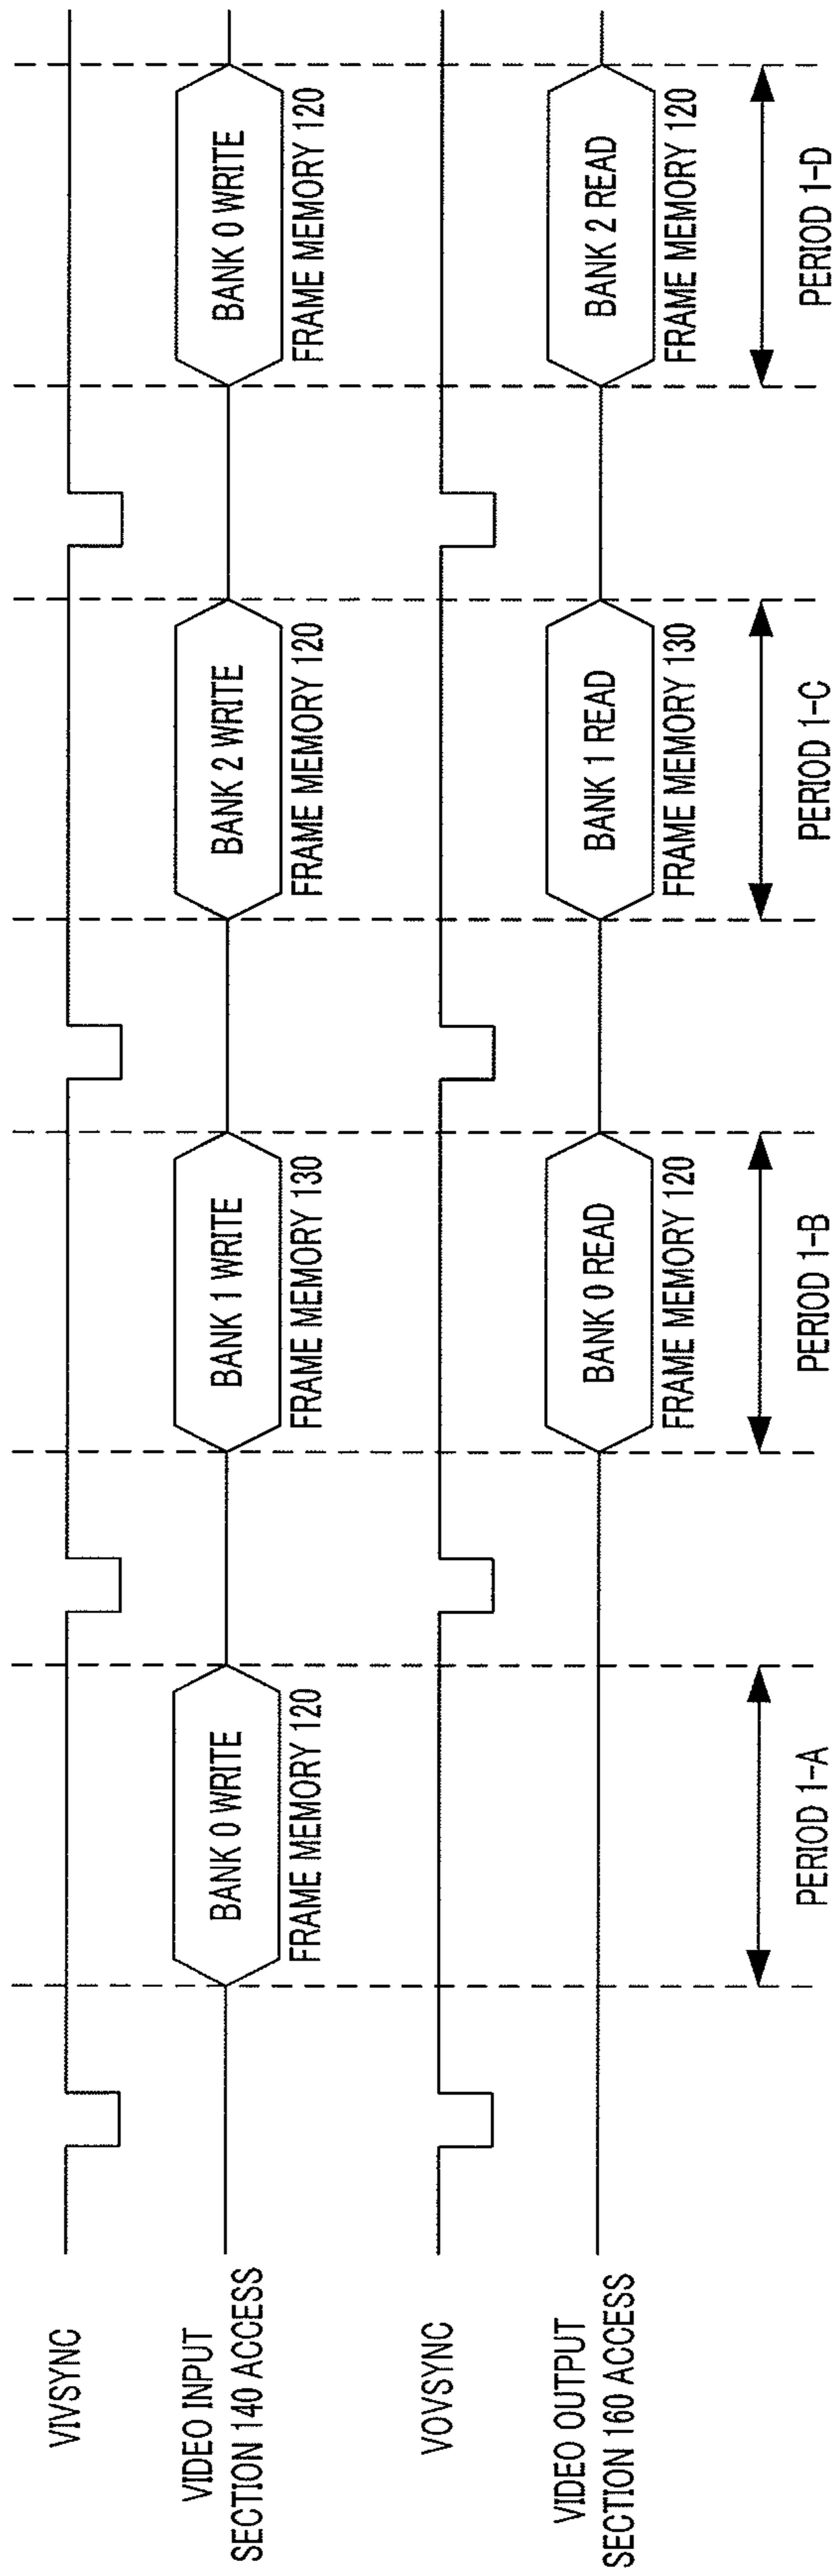 VIVSYNC
VIDEO INPUT
SECTION 140 ACCESS
BANK 0 WRITE
FRAME MEMORY 120
BANK 1 WRITE
FRAME MEMORY 130
BANK 2 WRITE
FRAME MEMORY 120
BANK 0 WRITE
FRAME MEMORY 120
VOVSYNC
VIDEO OUTPUT
SECTION 160 ACCESS
BANK 0 READ
FRAME MEMORY 120
BANK 1 READ
FRAME MEMORY 130
BANK 2 READ
FRAME MEMORY 120
PERIOD 1-A
PERIOD 1-B
PERIOD 1-C
PERIOD 1-D